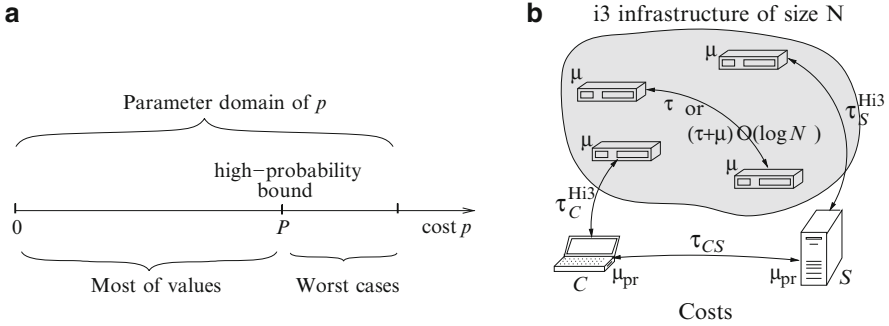 a
Parameter domain of p
high–probability
bound
0
P
cost p
Most of values
Worst cases
b
i3 infrastructure of size N
μ
μ
τ or
(τ+μ) O(log N )
μ
μ
τ_S^Hi3
τ_C^Hi3
τ_CS
μ_pr
μ_pr
C
S
Costs